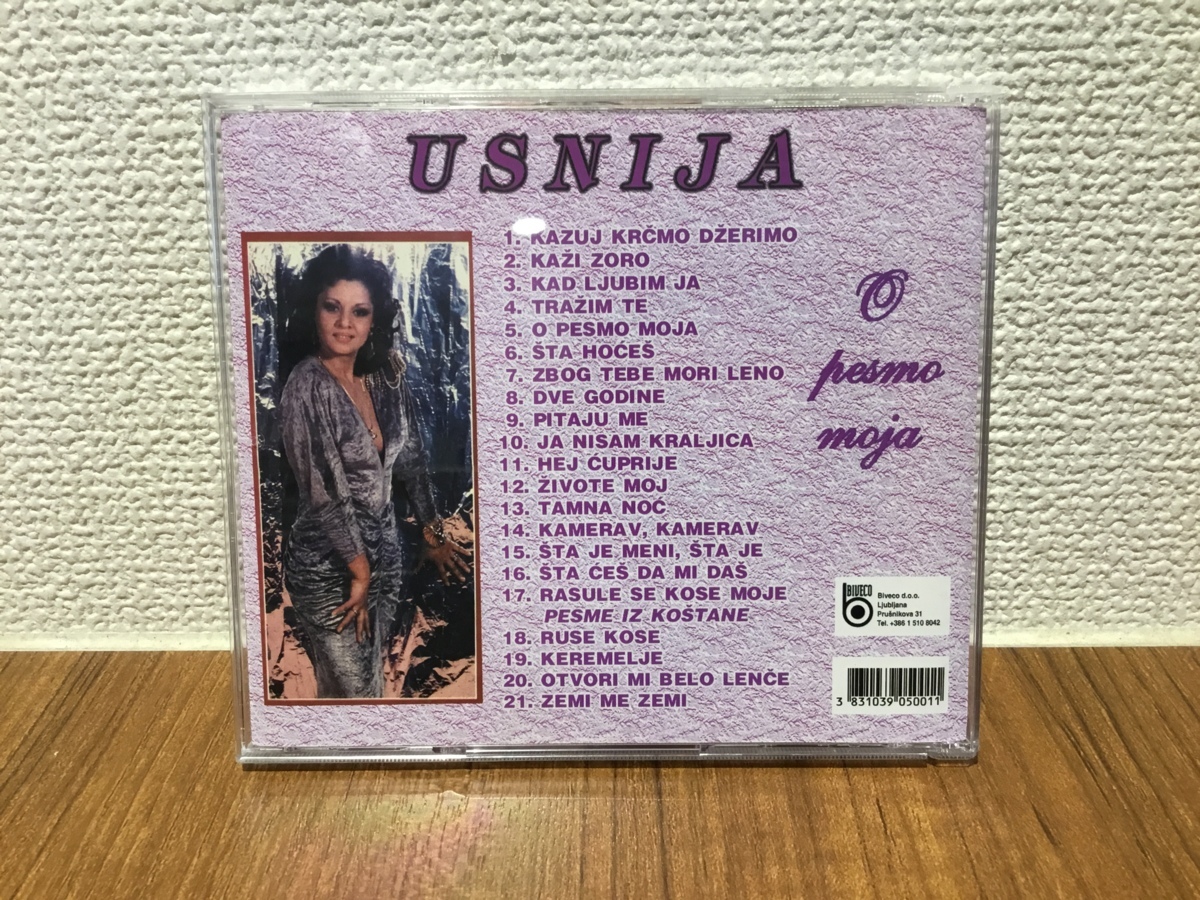 USNIJA
1. KAZUJ KRČMO DŽERIMO
2. KAŽI ZORO
3. KAD LJUBIM JA
4. TRAŽIM TE
5. O PESMO MOJA
6. ŠTA HOĆEŠ
7. ZBOG TEBE MORI LENO
8. DVE GODINE
9. PITAJU ME
10. JA NISAM KRALJICA
11. HEJ ĆUPRIJE
12. ŽIVOTE MOJ
13. TAMNA NOĆ
14. KAMERAV, KAMERAV
15. ŠTA JE MENI, ŠTA JE
16. ŠTA ĆEŠ DA MI DAŠ
17. RASULE SE KOSE MOJE
PESME IZ KOŠTANE
18. RUSE KOSE
19. KEREMELJE
20. OTVORI MI BELO LENČE
21. ZEMI ME ZEMI
O
pesmo
moja
BIVECO
Biveco d.o.o.
Ljubljana
Prušnikova 31
Tel. +386 1 510 8042
3 831039 050011